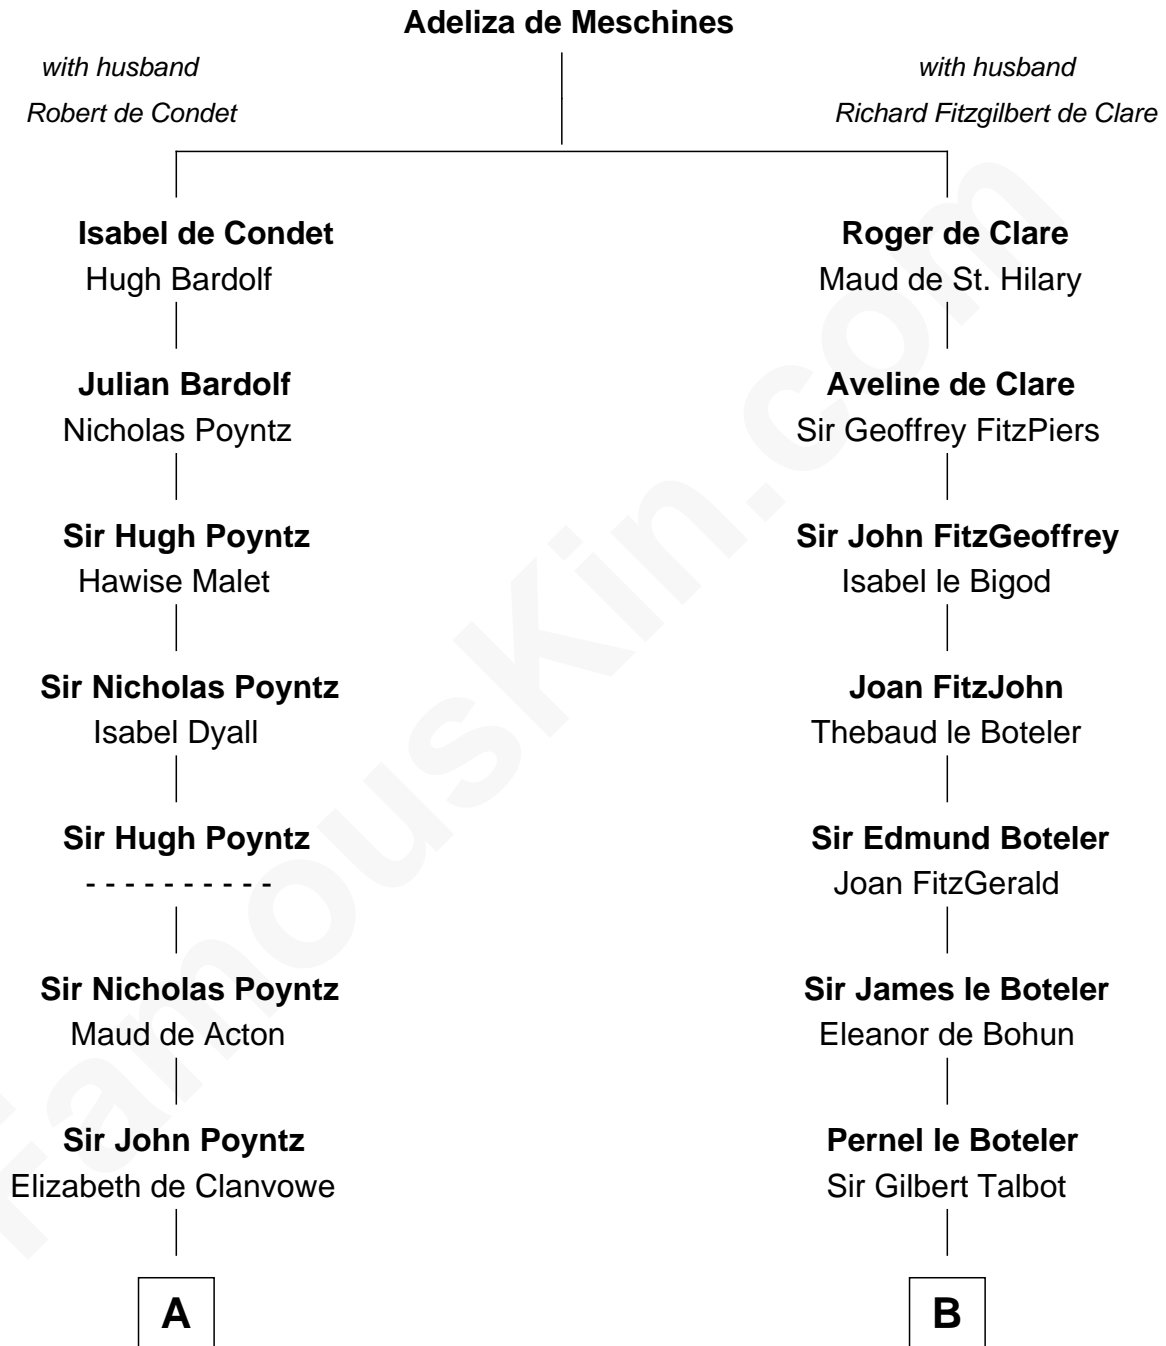 Adeliza de Meschines
with husband
Robert de Condet
with husband
Richard Fitzgilbert de Clare
Isabel de Condet
Hugh Bardolf
Roger de Clare
Maud de St. Hilary
Julian Bardolf
Nicholas Poyntz
Aveline de Clare
Sir Geoffrey FitzPiers
Sir Hugh Poyntz
Hawise Malet
Sir John FitzGeoffrey
Isabel le Bigod
Sir Nicholas Poyntz
Isabel Dyall
Joan FitzJohn
Thebaud le Boteler
Sir Hugh Poyntz
- - - - - - - - - -
Sir Edmund Boteler
Joan FitzGerald
Sir Nicholas Poyntz
Maud de Acton
Sir James le Boteler
Eleanor de Bohun
Sir John Poyntz
Elizabeth de Clanvowe
Pernel le Boteler
Sir Gilbert Talbot
A
B
FamousKin.com